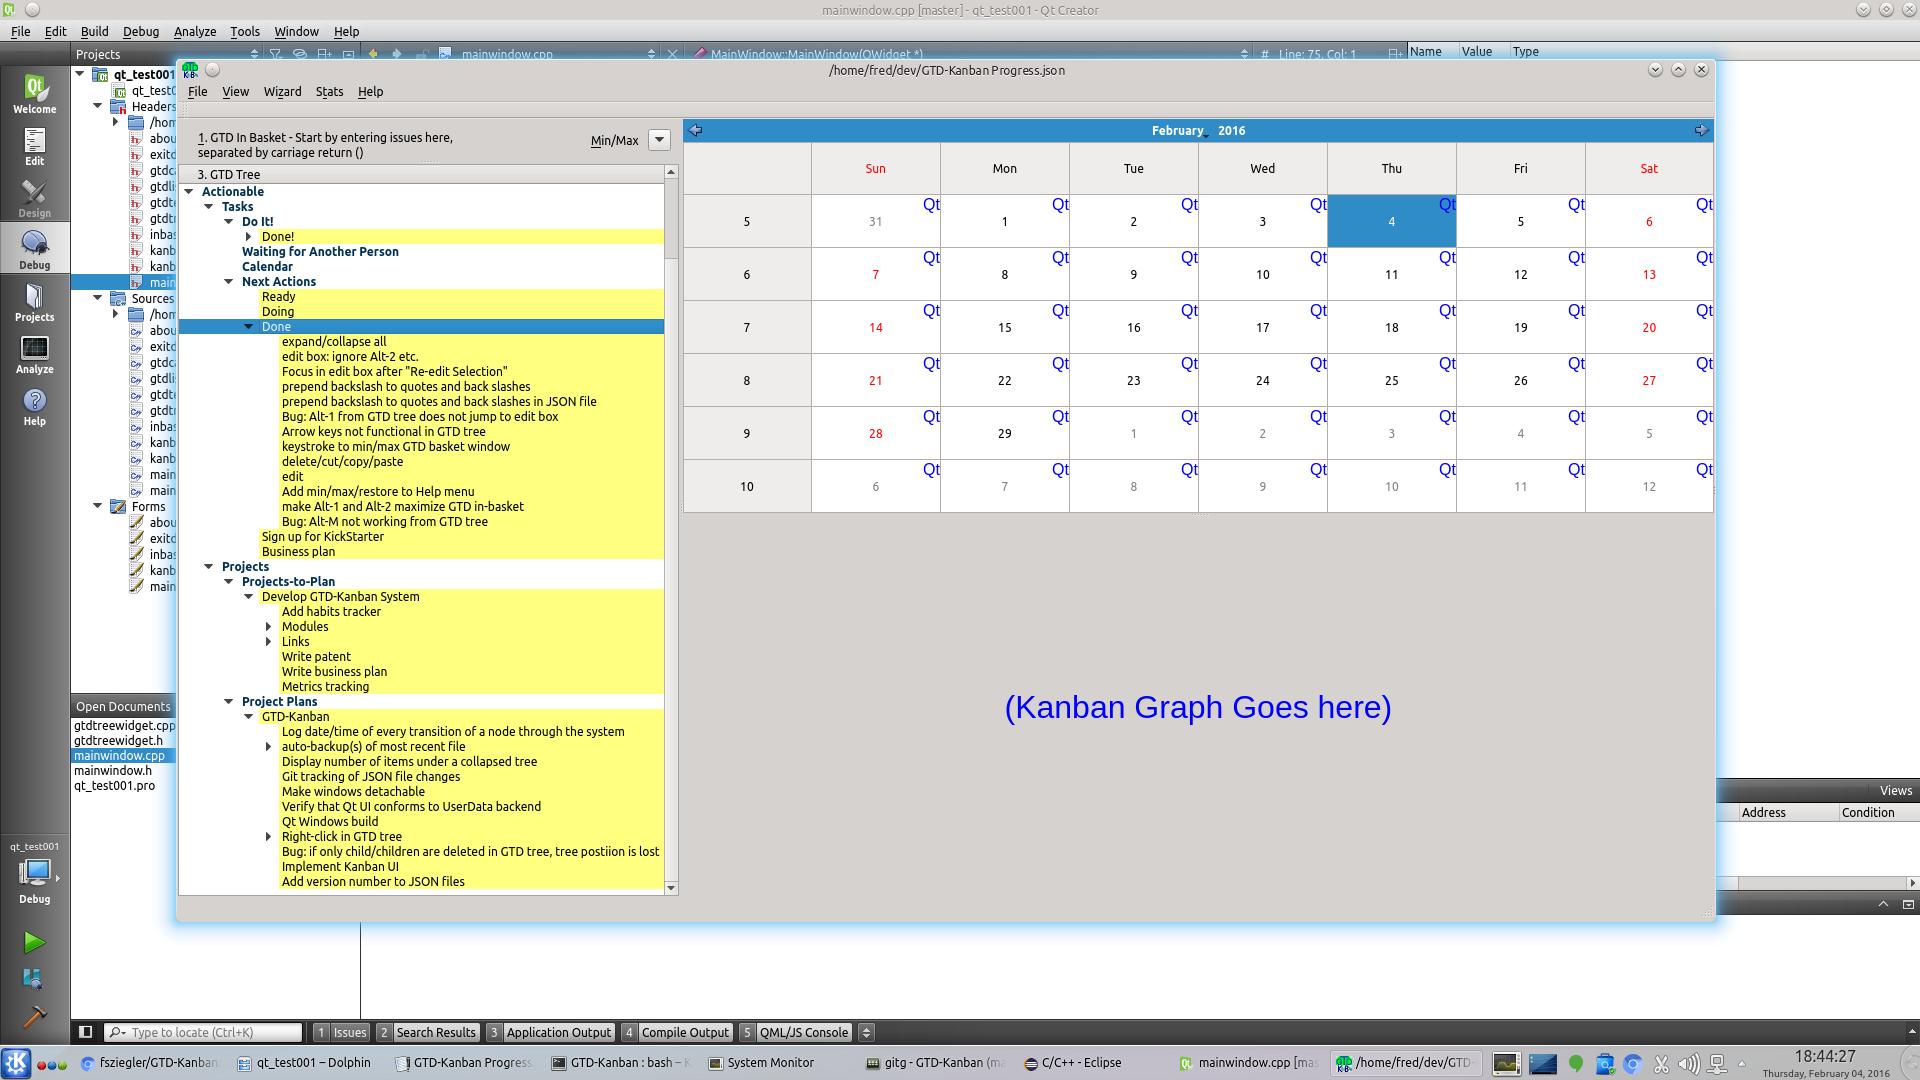 mainwindow.cpp [master] - qt_test001 - Qt Creator
File Edit Build Debug Analyze Tools Window Help
Projects
mainwindow.cpp
MainWindow::MainWindow(QWidget *)
# Line: 75, Col: 1
Name Value Type
Welcome
Edit
Design
Debug
Projects
Analyze
Help
qt_test001
Debug
qt_test001
qt_test0
Headers
/hom
abou
exitd
gtdca
gtdlis
gtdte
gtdtr
inbas
kanb
kanb
main
Sources
/hom
abou
exitd
gtdca
gtdlis
gtdte
gtdtr
inbas
kanb
kanb
main
main
Forms
abou
exitd
inbas
kanb
main
Open Documents
gtdtreewidget.cpp
gtdtreewidget.h
mainwindow.cpp
mainwindow.h
qt_test001.pro
/home/fred/dev/GTD-Kanban Progress.json
File View Wizard Stats Help
1. GTD In Basket - Start by entering issues here,
separated by carriage return ()
Min/Max
3. GTD Tree
Actionable
Tasks
Do It!
Done!
Waiting for Another Person
Calendar
Next Actions
Ready
Doing
Done
expand/collapse all
edit box: ignore Alt-2 etc.
Focus in edit box after "Re-edit Selection"
prepend backslash to quotes and back slashes
prepend backslash to quotes and back slashes in JSON file
Bug: Alt-1 from GTD tree does not jump to edit box
Arrow keys not functional in GTD tree
keystroke to min/max GTD basket window
delete/cut/copy/paste
edit
Add min/max/restore to Help menu
make Alt-1 and Alt-2 maximize GTD in-basket
Bug: Alt-M not working from GTD tree
Sign up for KickStarter
Business plan
Projects
Projects-to-Plan
Develop GTD-Kanban System
Add habits tracker
Modules
Links
Write patent
Write business plan
Metrics tracking
Project Plans
GTD-Kanban
Log date/time of every transition of a node through the system
auto-backup(s) of most recent file
Display number of items under a collapsed tree
Git tracking of JSON file changes
Make windows detachable
Verify that Qt UI conforms to UserData backend
Qt Windows build
Right-click in GTD tree
Bug: if only child/children are deleted in GTD tree, tree postiion is lost
Implement Kanban UI
Add version number to JSON files
February 2016
Sun Mon Tue Wed Thu Fri Sat
Qt Qt Qt Qt Qt Qt Qt
5 31 1 2 3 4 5 6
Qt Qt Qt Qt Qt Qt Qt
6 7 8 9 10 11 12 13
Qt Qt Qt Qt Qt Qt Qt
7 14 15 16 17 18 19 20
Qt Qt Qt Qt Qt Qt Qt
8 21 22 23 24 25 26 27
Qt Qt Qt Qt Qt Qt Qt
9 28 29 1 2 3 4 5
Qt Qt Qt Qt Qt Qt Qt
10 6 7 8 9 10 11 12
(Kanban Graph Goes here)
Views
Address Condition
Type to locate (Ctrl+K)
1 Issues 2 Search Results 3 Application Output 4 Compile Output 5 QML/JS Console
fsziegler/GTD-Kanban
qt_test001 – Dolphin
GTD-Kanban Progress
GTD-Kanban : bash – K
System Monitor
gitg - GTD-Kanban (ma
C/C++ - Eclipse
mainwindow.cpp [mas
/home/fred/dev/GTD-
18:44:27
Thursday, February 04, 2016